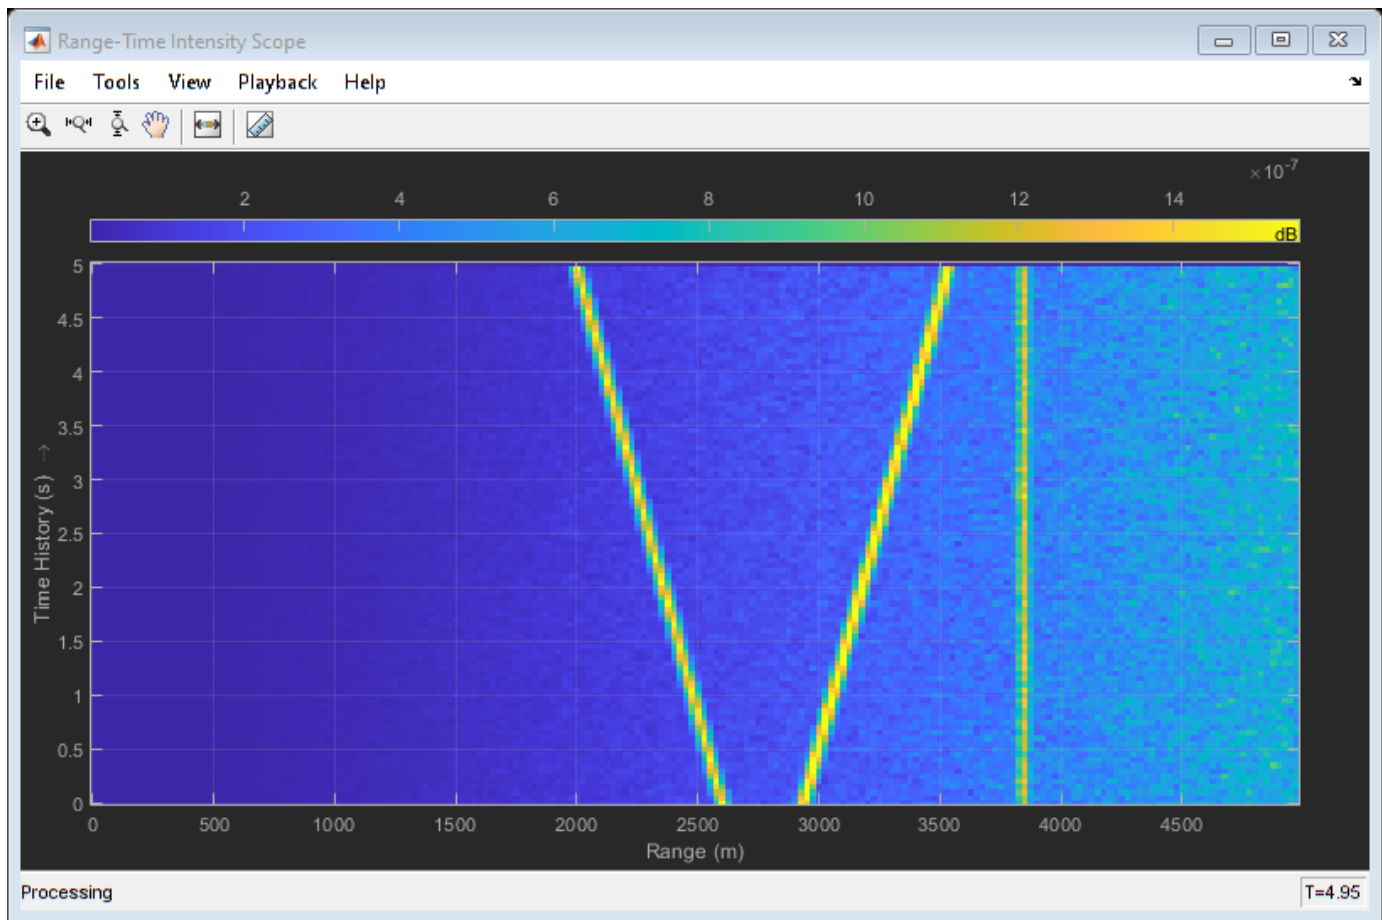 Range-Time Intensity Scope
File Tools View Playback Help
×10-7
2 4 6 8 10 12 14
dB
5
4.5
4
3.5
3
2.5
2
1.5
1
0.5
0
Time History (s) →
0 500 1000 1500 2000 2500 3000 3500 4000 4500
Range (m)
Processing
T=4.95